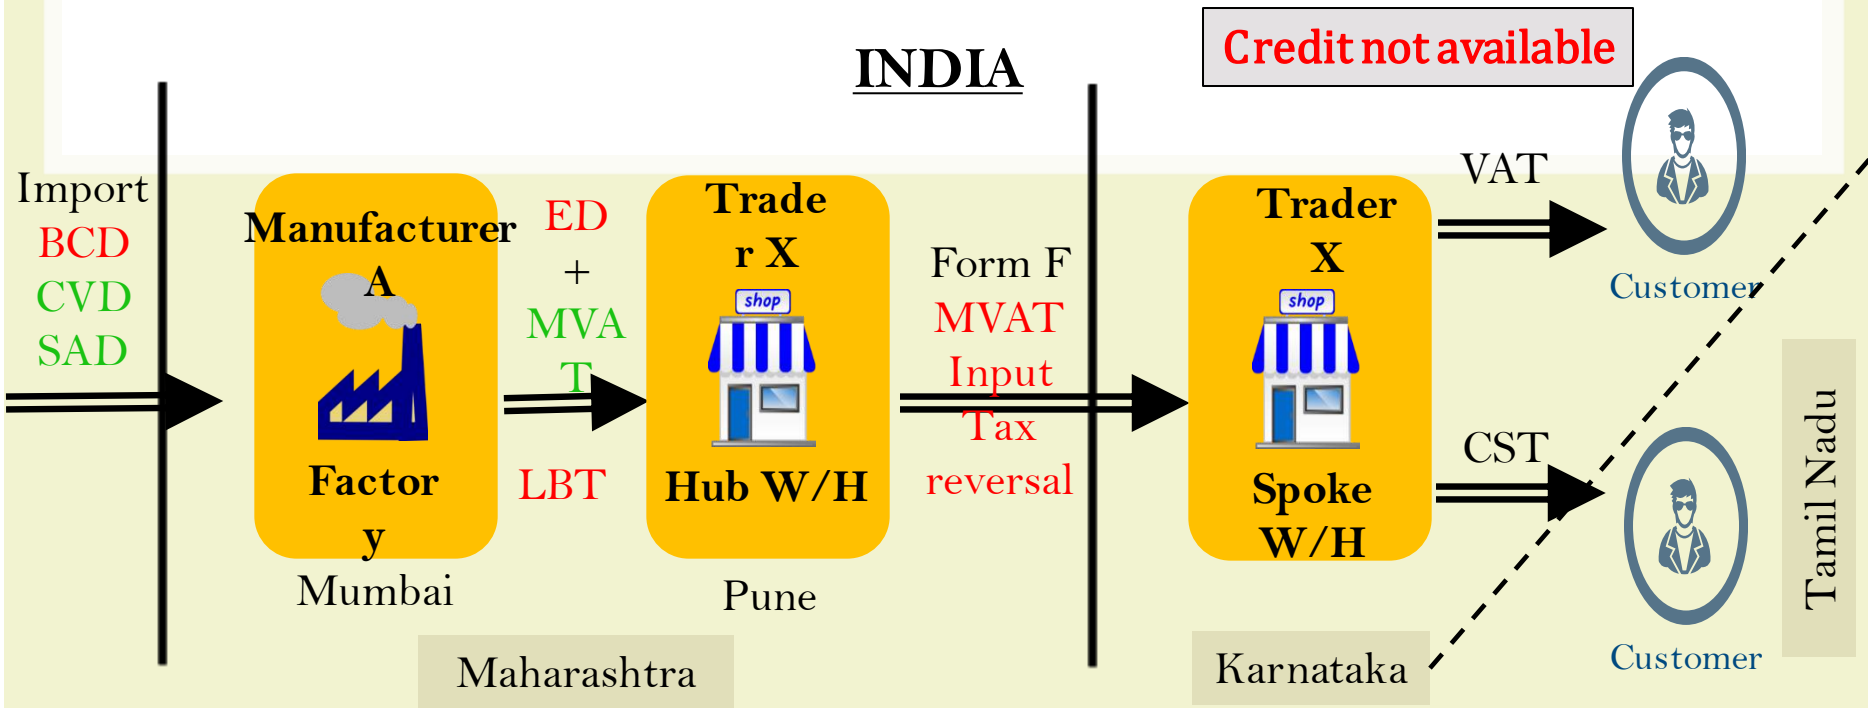 INDIA
Credit not available
Import
BCD
CVD
SAD
Manufacturer
A
Factor
y
Mumbai
ED
+
MVA
T
LBT
Trade
r X
shop
Hub W/H
Pune
Maharashtra
Form F
MVAT
Input
Tax
reversal
Trader
X
shop
Spoke
W/H
Karnataka
VAT
Customer
CST
Customer
Tamil Nadu